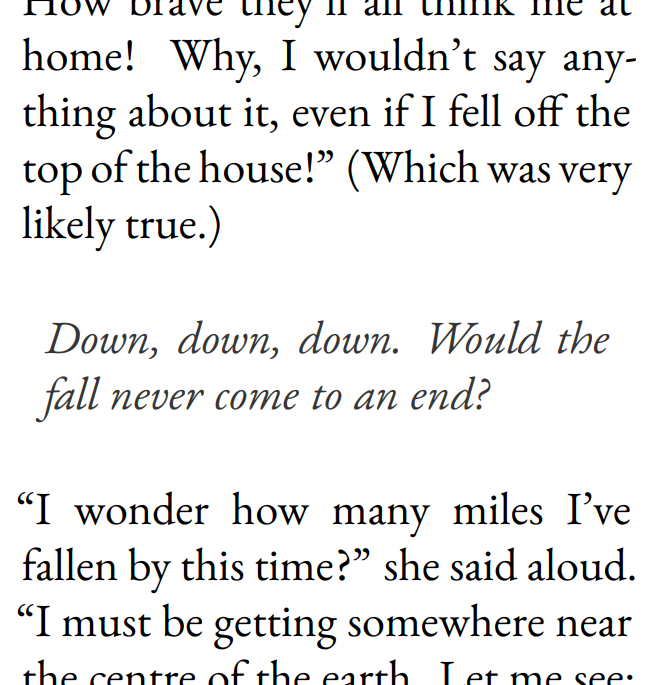 How brave they'll all think me at
home! Why, I wouldn’t say any-
thing about it, even if I fell off the
top of the house!” (Which was very
likely true.)
Down, down, down. Would the
fall never come to an end?
“I wonder how many miles I’ve
fallen by this time?” she said aloud.
“I must be getting somewhere near
the centre of the earth. Let me see: